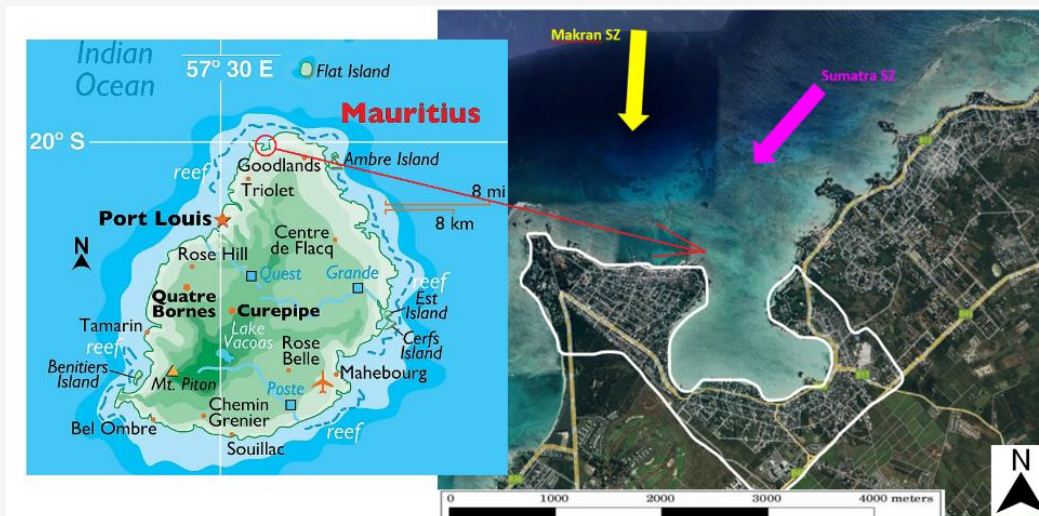 Indian
Ocean
57° 30 E
Flat Island
Mauritius
20° S
reef
Goodlands
Ambre Island
Triolet
8 mi
8 km
Port Louis
N
Centre
de Flacq
Rose Hill
Quest
Grande
reef
Quatre
Bornes
Curepipe
Est
Island
Tamarin
Lake
Vacoas
Cerfs
Island
reef
Rose
Belle
Benitiers
Island
Mt. Piton
Poste
Mahebourg
Chemin
Grenier
Bel Ombre
reef
Souillac
Makran SZ
Sumatra SZ
0 1000 2000 3000 4000 meters
N